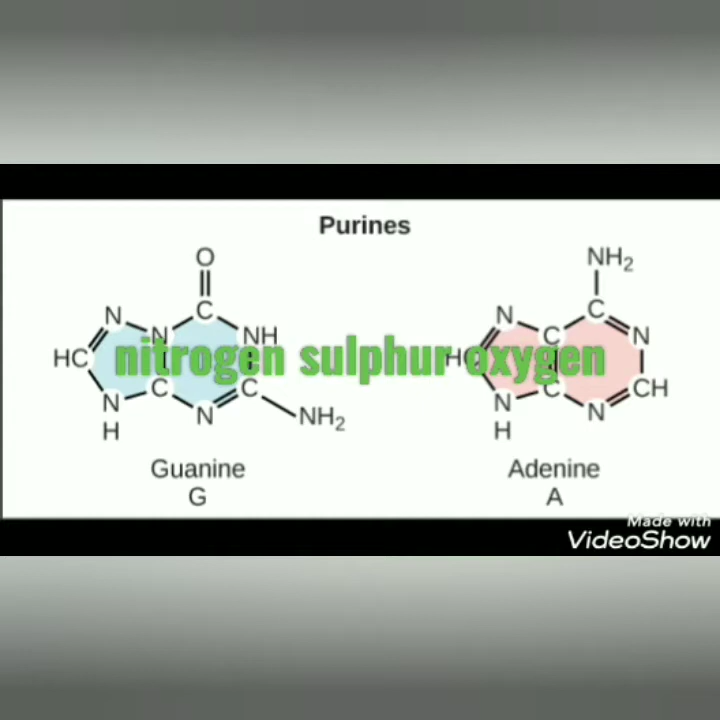 Purines
O
NH₂
N
N
C
NH
N
C
C
N
HC
nitrogen sulphur oxygen
H
N
C
N
C
NH₂
N
C
N
CH
H
H
Guanine
Adenine
G
A
Made with
VideoShow